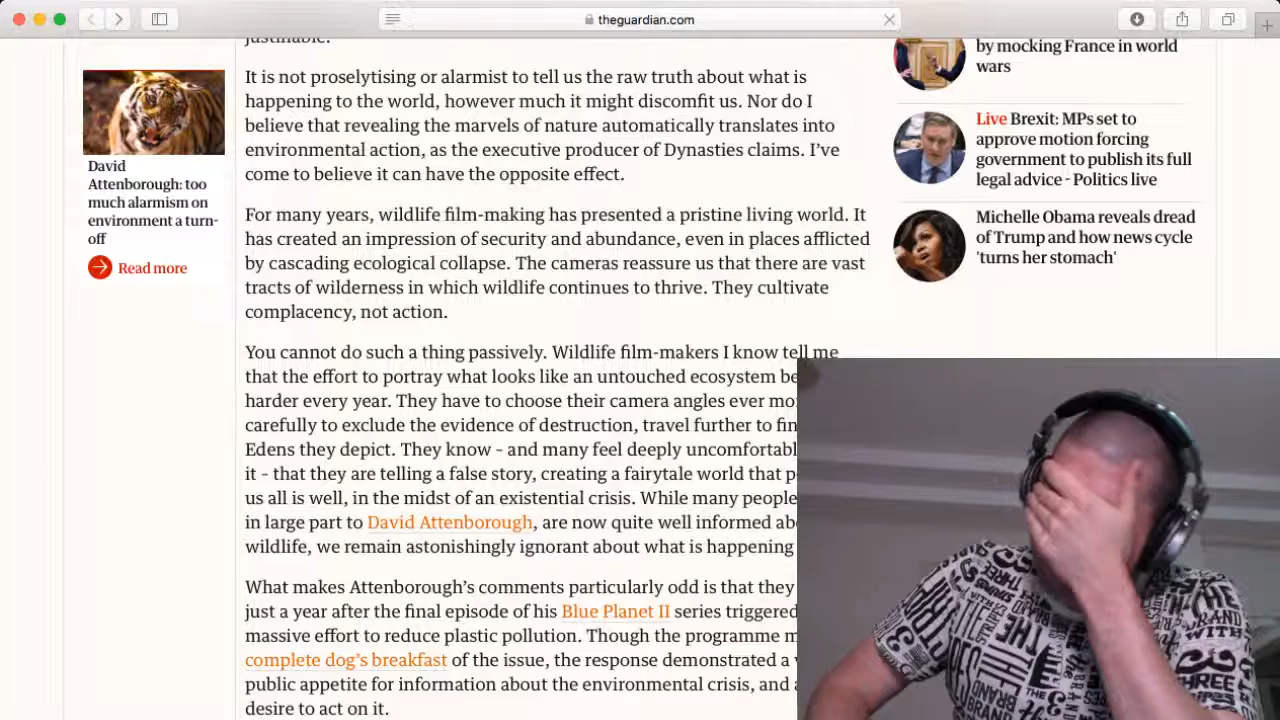 theguardian.com
justifiable.
It is not proselytising or alarmist to tell us the raw truth about what is
happening to the world, however much it might discomfit us. Nor do I
believe that revealing the marvels of nature automatically translates into
environmental action, as the executive producer of Dynasties claims. I've
come to believe it can have the opposite effect.
For many years, wildlife film-making has presented a pristine living world. It
has created an impression of security and abundance, even in places afflicted
by cascading ecological collapse. The cameras reassure us that there are vast
tracts of wilderness in which wildlife continues to thrive. They cultivate
complacency, not action.
You cannot do such a thing passively. Wildlife film-makers I know tell me
that the effort to portray what looks like an untouched ecosystem be
harder every year. They have to choose their camera angles ever mo
carefully to exclude the evidence of destruction, travel further to fin
Edens they depict. They know – and many feel deeply uncomfortabl
it – that they are telling a false story, creating a fairytale world that p
us all is well, in the midst of an existential crisis. While many people
in large part to David Attenborough, are now quite well informed abo
wildlife, we remain astonishingly ignorant about what is happening
What makes Attenborough's comments particularly odd is that they
just a year after the final episode of his Blue Planet II series triggered
massive effort to reduce plastic pollution. Though the programme m
complete dog's breakfast of the issue, the response demonstrated a
public appetite for information about the environmental crisis, and a
desire to act on it.
David
Attenborough: too
much alarmism on
environment a turn-
off
Read more
by mocking France in world
wars
Live Brexit: MPs set to
approve motion forcing
government to publish its full
legal advice - Politics live
Michelle Obama reveals dread
of Trump and how news cycle
'turns her stomach'
THE
BRAND
WITH
THREE
STRIPES